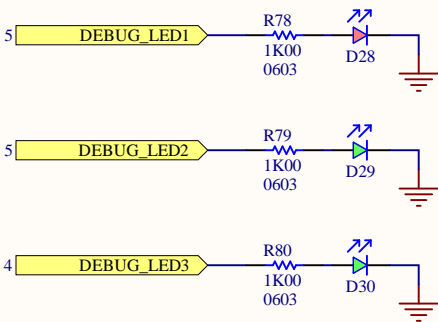 5 DEBUG_LED1 R78
1K00
0603 D28
5 DEBUG_LED2 R79
1K00
0603 D29
4 DEBUG_LED3 R80
1K00
0603 D30